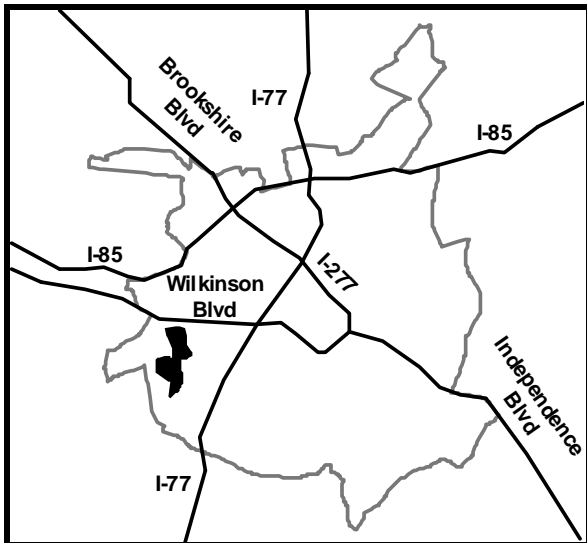 Brookshire
Blvd
I-77
I-85
I-85
Wilkinson
Blvd
I-277
Independence
Blvd
I-77